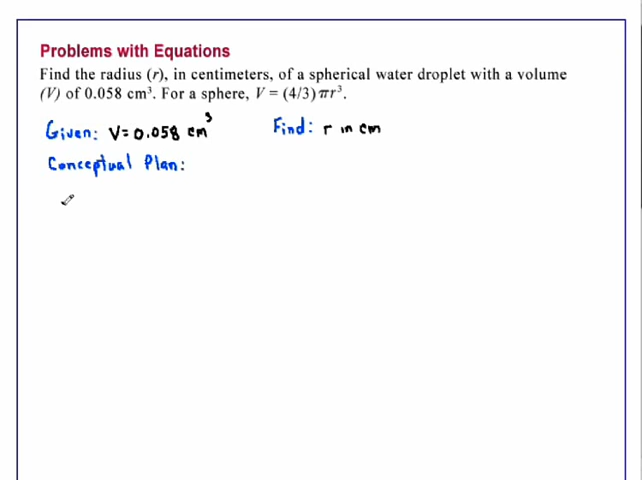 Problems with Equations
Find the radius (r), in centimeters, of a spherical water droplet with a volume
(V) of 0.058 cm³. For a sphere, V = (4/3) πr³.
Given: V= 0.058 cm³ Find: r in cm
Conceptual Plan: